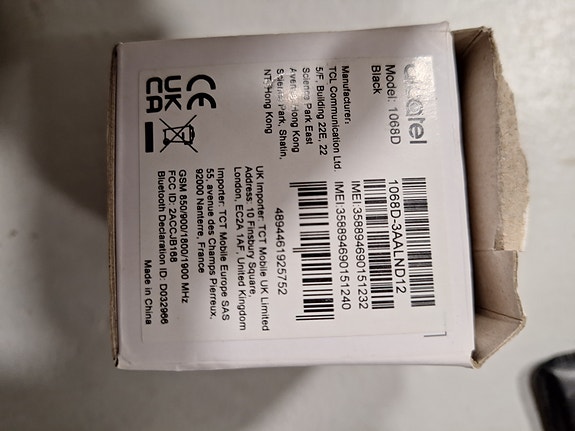 alcatel
Model: 1068D
Black
1068D-3AALND12
IMEI:358894690151232
IMEI:358894690151240
Manufacturer:
TCL Communication Ltd.
5/F, Building 22E, 22
Science Park East
Avenue, Hong Kong
Science Park, Shatin,
NT, Hong Kong
4894461925752
UK Importer: TCT Mobile UK Limited
Address: 10 Finsbury Square,
London, EC2A 1AF, United Kingdom
Importer: TCT Mobile Europe SAS
55, avenue des Champs Pierreux,
92000 Nanterre, France
CE
UK
CA
GSM 850/900/1800/1900 MHz
FCC ID: 2ACCJB168
Bluetooth Declaration ID: D032966
Made in China